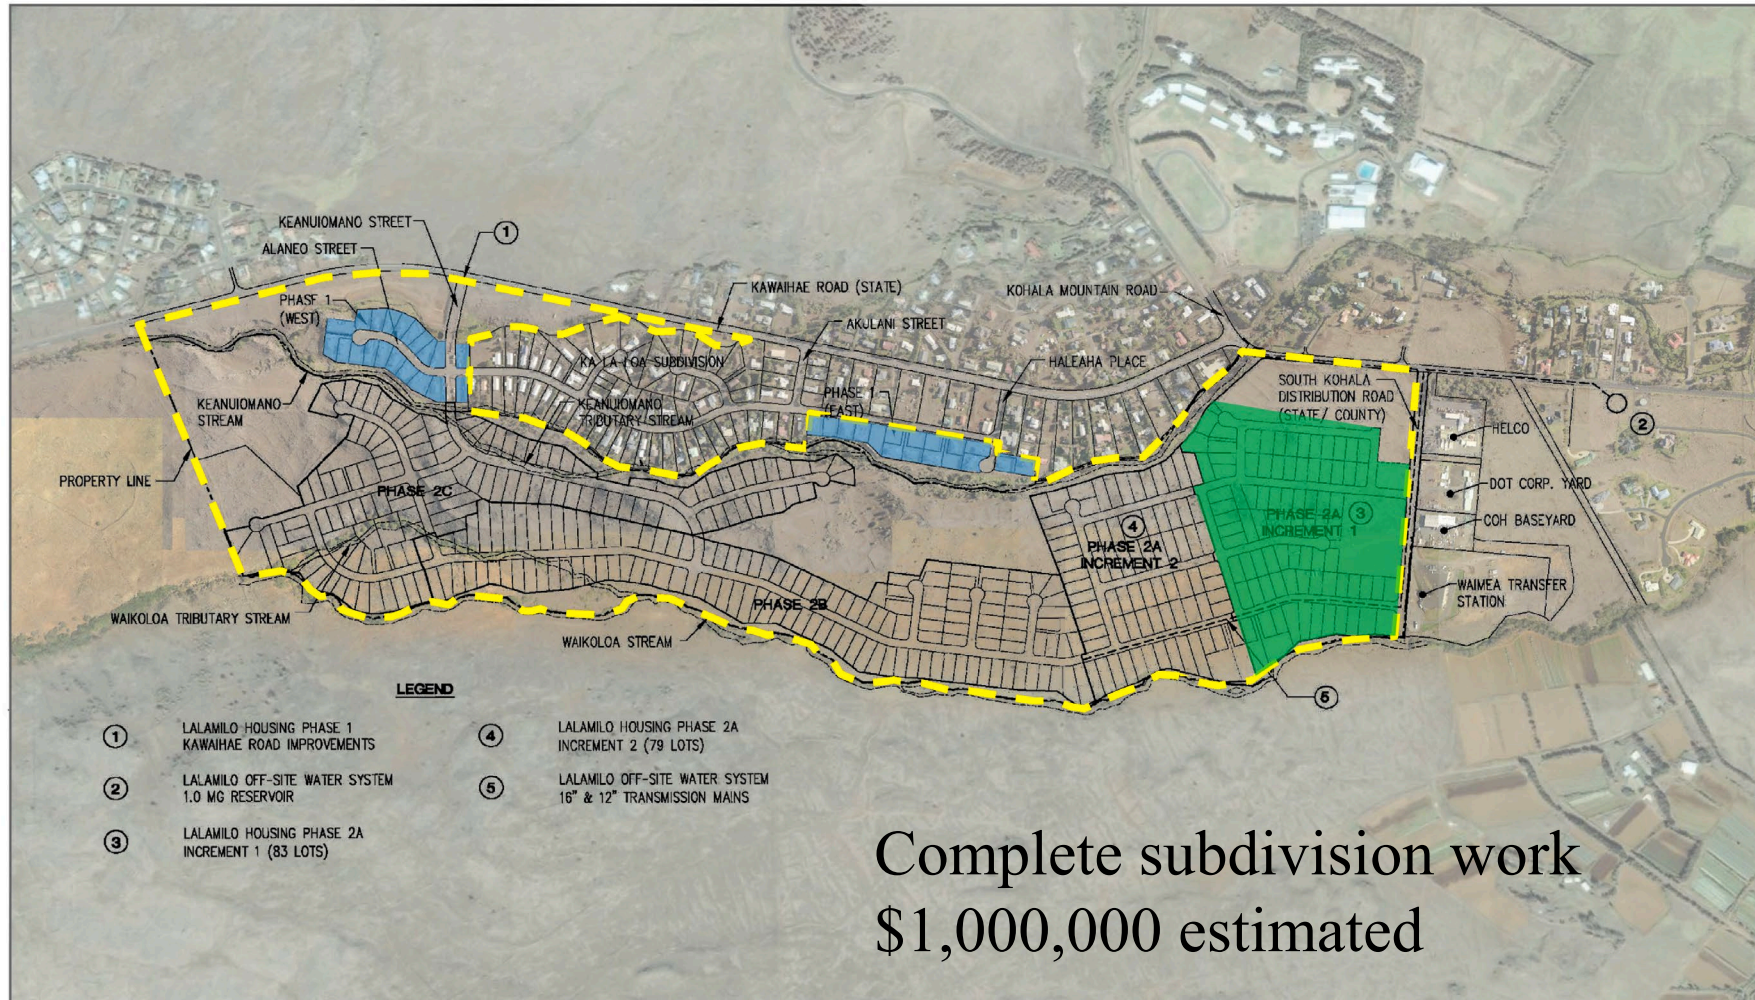 KEANUIOMANO STREET
1
ALANEO STREET
PHASE 1
(WEST)
KAWAIHAE ROAD (STATE)
KOHALA MOUNTAIN ROAD
AKULANI STREET
HALEAHA PLACE
KA LA LOA SUBDIVISION
SOUTH KOHALA
DISTRIBUTION ROAD
(STATE/ COUNTY)
PHASE 1
(EAST)
KEANUIOMANO
STREAM
KEANUIOMANO
TRIBUTARY STREAM
2
HELCO
PROPERTY LINE
PHASE 2C
DOT CORP. YARD
PHASE 2A
INCREMENT 1
3
COH BASEYARD
4
PHASE 2A
INCREMENT 2
WAIMEA TRANSFER
STATION
PHASE 2B
WAIKOLOA TRIBUTARY STREAM
WAIKOLOA STREAM
5
LEGEND
1
LALAMILO HOUSING PHASE 1
KAWAIHAE ROAD IMPROVEMENTS
2
LALAMILO OFF-SITE WATER SYSTEM
1.0 MG RESERVOIR
3
LALAMILO HOUSING PHASE 2A
INCREMENT 1 (83 LOTS)
4
LALAMILO HOUSING PHASE 2A
INCREMENT 2 (79 LOTS)
5
LALAMILO OFF-SITE WATER SYSTEM
16" & 12" TRANSMISSION MAINS
Complete subdivision work
$1,000,000 estimated